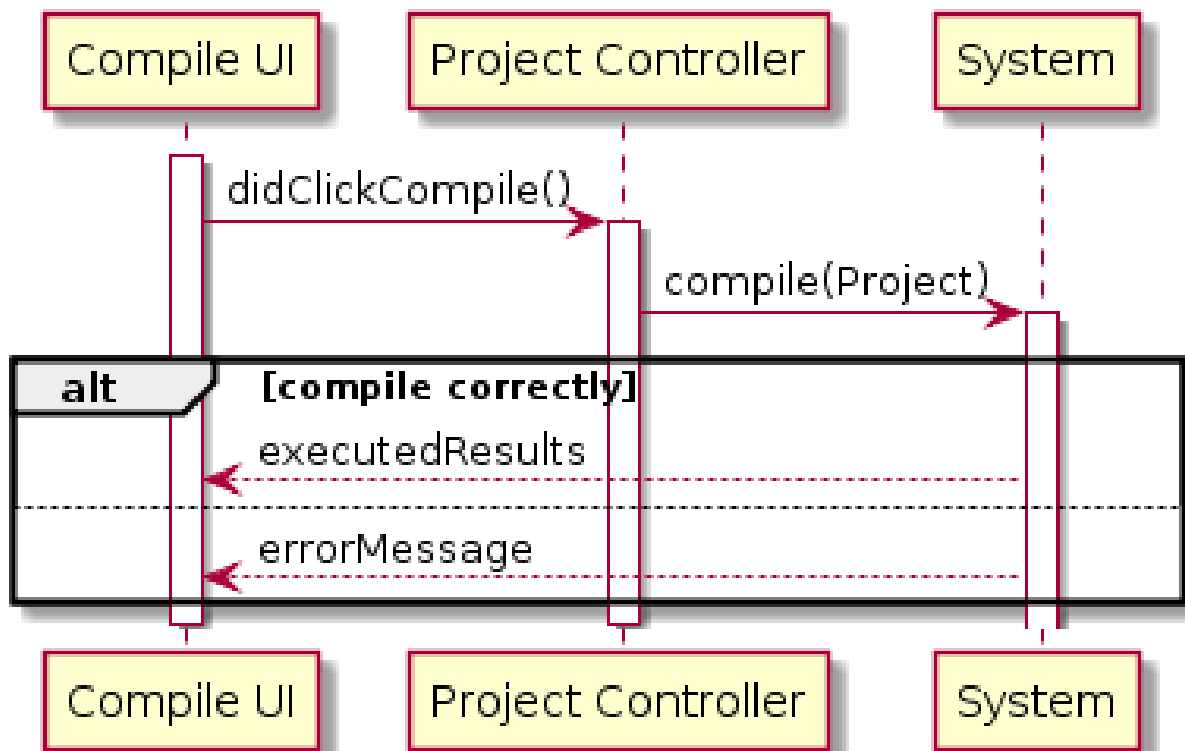 Compile UI
Project Controller
System
didClickCompile()
compile(Project)
alt
[compile correctly]
executedResults
errorMessage
Compile UI
Project Controller
System